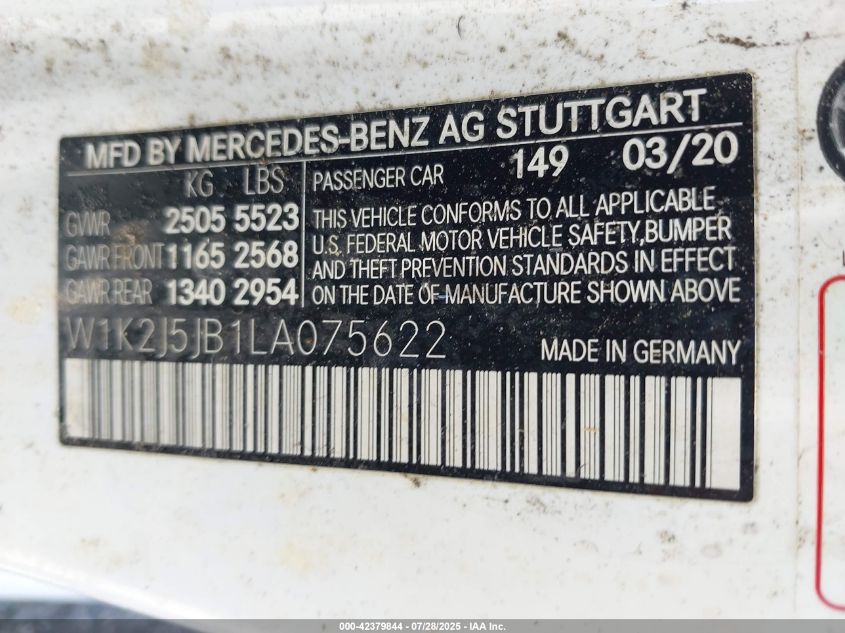 MFD BY MERCEDES-BENZ AG STUTTGART
KG LBS PASSENGER CAR 149 03/20
GVWR 2505 5523
GAWR FRONT 1165 2568
GAWR REAR 1340 2954
THIS VEHICLE CONFORMS TO ALL APPLICABLE
U.S. FEDERAL MOTOR VEHICLE SAFETY,BUMPER
AND THEFT PREVENTION STANDARDS IN EFFECT
ON THE DATE OF MANUFACTURE SHOWN ABOVE
W1K2J5JB1LA075622 MADE IN GERMANY
000-42379844 - 07/28/2025 - IAA Inc.